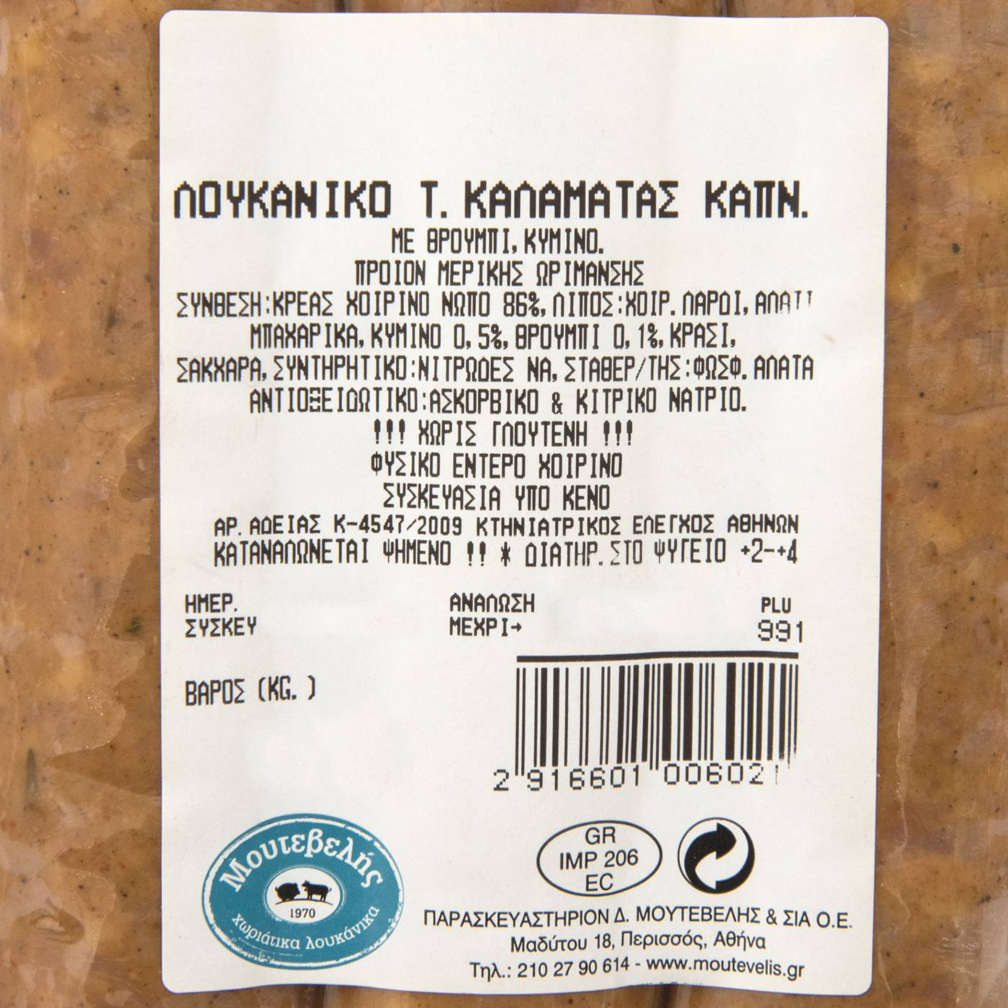 ΛΟΥΚΑΝΙΚΟ Τ. ΚΑΛΑΜΑΤΑΣ ΚΑΠΝ.
ΜΕ ΘΡΟΥΜΠΙ, ΚΥΜΙΝΟ.
ΠΡΟΙΟΝ ΜΕΡΙΚΗΣ ΩΡΙΜΑΝΣΗΣ
ΣΥΝΘΕΣΗ:ΚΡΕΑΣ ΧΟΙΡΙΝΟ ΝΩΠΟ 86%, ΛΙΠΟΣ:ΧΟΙΡ. ΛΑΡΔΙ, ΑΛΑΤΙ
ΜΠΑΧΑΡΙΚΑ, ΚΥΜΙΝΟ 0,5%, ΘΡΟΥΜΠΙ 0,1%, ΚΡΑΣΙ,
ΣΑΚΧΑΡΑ, ΣΥΝΤΗΡΗΤΙΚΟ:ΝΙΤΡΩΔΕΣ ΝΑ, ΣΤΑΘΕΡ/ΤΗΣ:ΦΩΣΦ. ΑΛΑΤΑ
ΑΝΤΙΟΞΕΙΔΩΤΙΚΟ:ΑΣΚΟΡΒΙΚΟ & ΚΙΤΡΙΚΟ ΝΑΤΡΙΟ.
!!! ΧΩΡΙΣ ΓΛΟΥΤΕΝΗ !!!
ΦΥΣΙΚΟ ΕΝΤΕΡΟ ΧΟΙΡΙΝΟ
ΣΥΣΚΕΥΑΣΙΑ ΥΠΟ ΚΕΝΟ
ΑΡ. ΑΔΕΙΑΣ Κ-4547/2009 ΚΤΗΝΙΑΤΡΙΚΟΣ ΕΛΕΓΧΟΣ ΑΘΗΝΩΝ
ΚΑΤΑΝΑΛΩΝΕΤΑΙ ΨΗΜΕΝΟ !! * ΔΙΑΤΗΡ. ΣΤΟ ΨΥΓΕΙΟ +2-+4
ΗΜΕΡ. ΑΝΑΛΩΣΗ PLU
ΣΥΣΚΕΥ ΜΕΧΡΙ→ 991
ΒΑΡΟΣ (KG. )
2 916601 006021
Μουτεβελής
1970
χωριάτικα λουκάνικα
GR
IMP 206
EC
ΠΑΡΑΣΚΕΥΑΣΤΗΡΙΟΝ Δ. ΜΟΥΤΕΒΕΛΗΣ & ΣΙΑ Ο.Ε.
Μαδύτου 18, Περισσός, Αθήνα
Τηλ.: 210 27 90 614 - www.moutevelis.gr